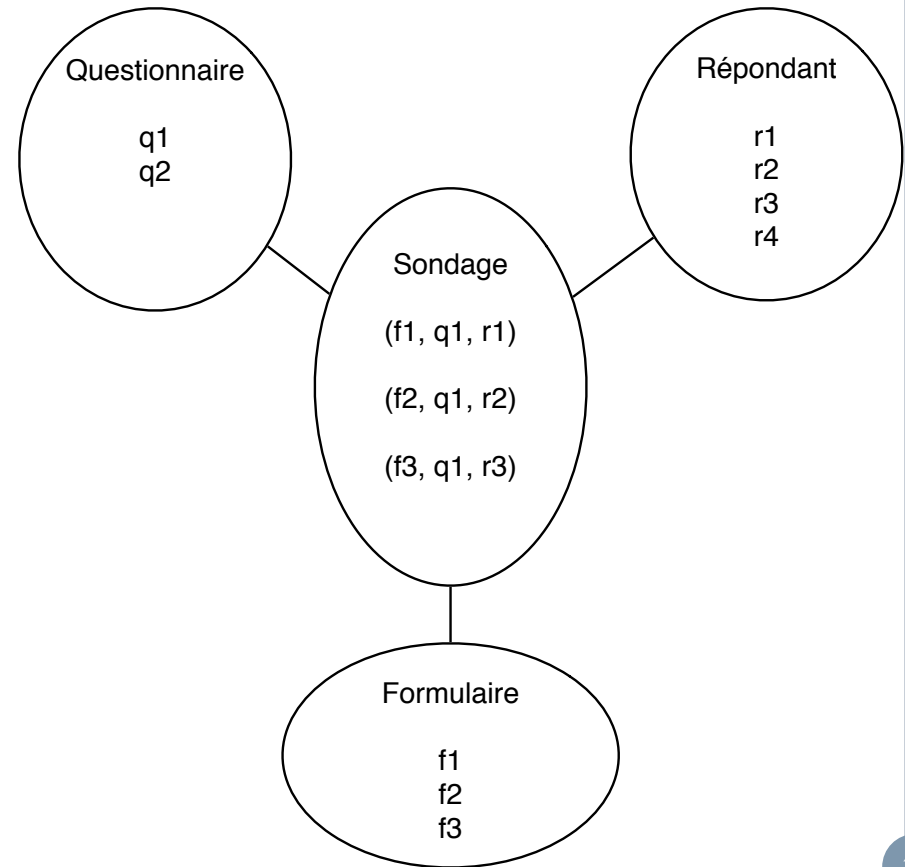 Questionnaire
q1
q2
Répondant
r1
r2
r3
r4
Sondage
(f1, q1, r1)
(f2, q1, r2)
(f3, q1, r3)
Formulaire
f1
f2
f3